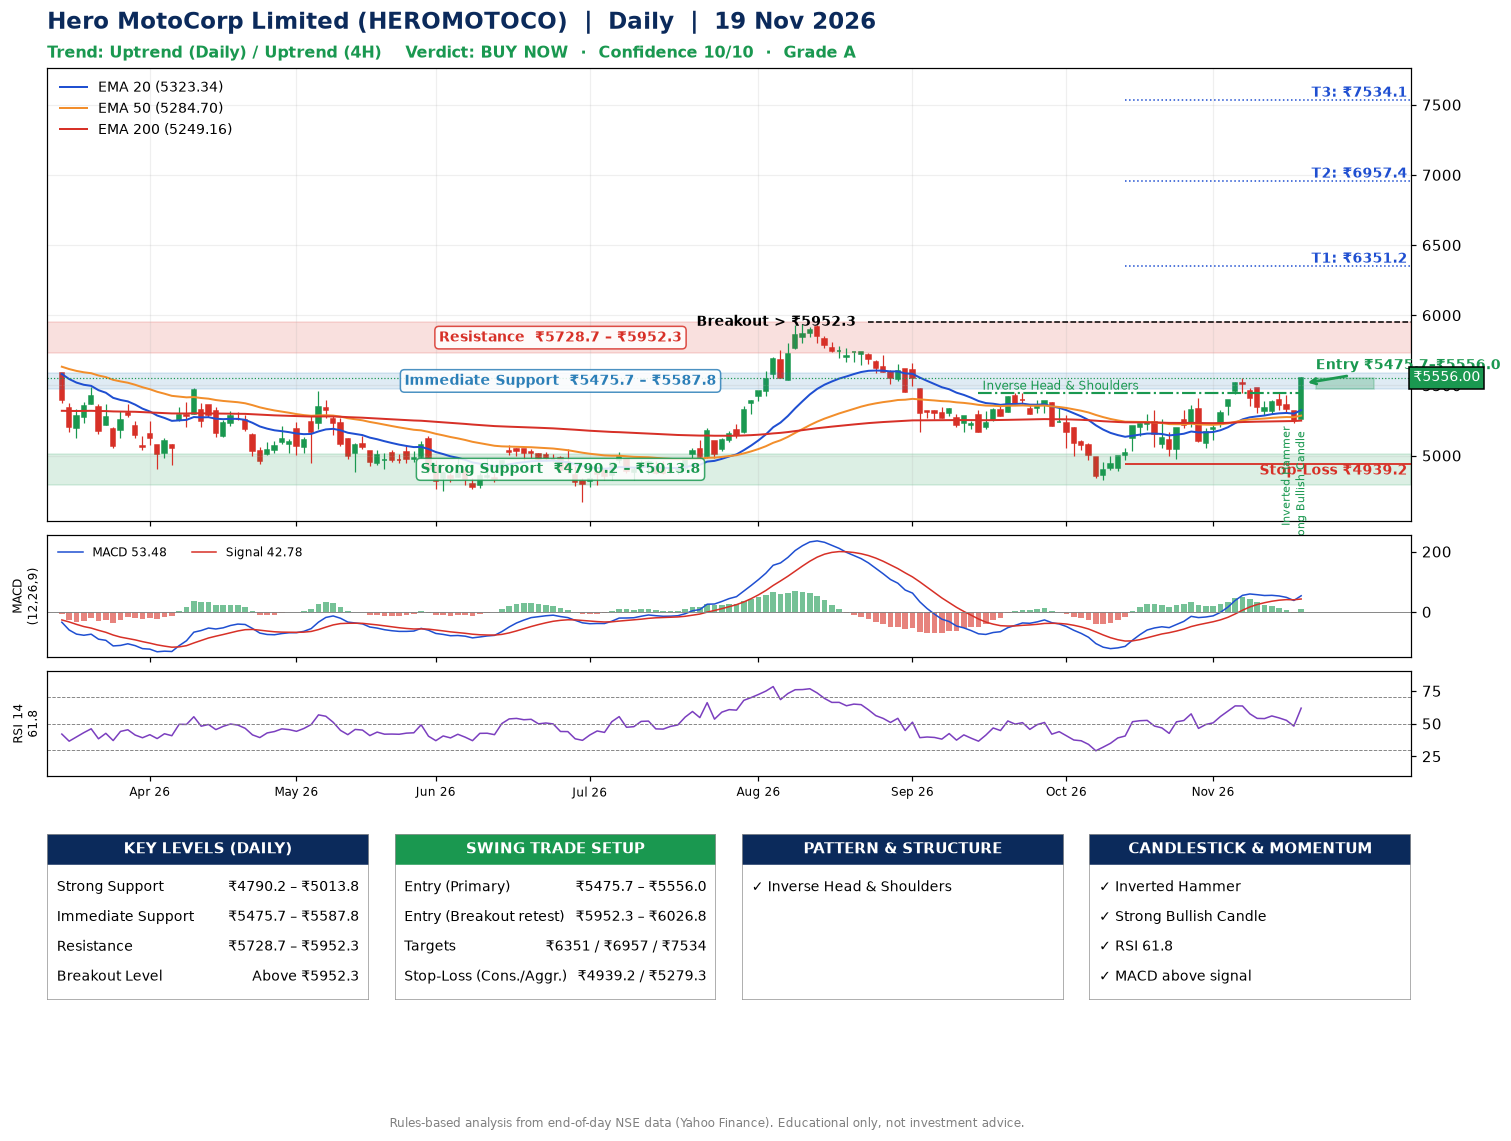 Hero MotoCorp Limited (HEROMOTOCO)  |  Daily  |  19 Nov 2026
Trend: Uptrend (Daily) / Uptrend (4H)    Verdict: BUY NOW  ·  Confidence 10/10  ·  Grade A
EMA 20 (5323.34)
EMA 50 (5284.70)
EMA 200 (5249.16)
T3: ₹7534.1
7500
T2: ₹6957.4
7000
6500
T1: ₹6351.2
6000
Breakout > ₹5952.3
Resistance  ₹5728.7 – ₹5952.3
Entry ₹5475.7–₹5556.0
Immediate Support  ₹5475.7 – ₹5587.8
₹5556.00
Inverse Head & Shoulders
Strong Support  ₹4790.2 – ₹5013.8
5000
Stop-Loss ₹4939.2
Inverted Hammer
ong Bullish Candle
MACD (12,26,9)
MACD 53.48
Signal 42.78
200
0
RSI 14
61.8
75
50
25
Apr 26
May 26
Jun 26
Jul 26
Aug 26
Sep 26
Oct 26
Nov 26
KEY LEVELS (DAILY)
Strong Support ₹4790.2 – ₹5013.8
Immediate Support ₹5475.7 – ₹5587.8
Resistance ₹5728.7 – ₹5952.3
Breakout Level Above ₹5952.3
SWING TRADE SETUP
Entry (Primary) ₹5475.7 – ₹5556.0
Entry (Breakout retest) ₹5952.3 – ₹6026.8
Targets ₹6351 / ₹6957 / ₹7534
Stop-Loss (Cons./Aggr.) ₹4939.2 / ₹5279.3
PATTERN & STRUCTURE
✓ Inverse Head & Shoulders
CANDLESTICK & MOMENTUM
✓ Inverted Hammer
✓ Strong Bullish Candle
✓ RSI 61.8
✓ MACD above signal
Rules-based analysis from end-of-day NSE data (Yahoo Finance). Educational only, not investment advice.